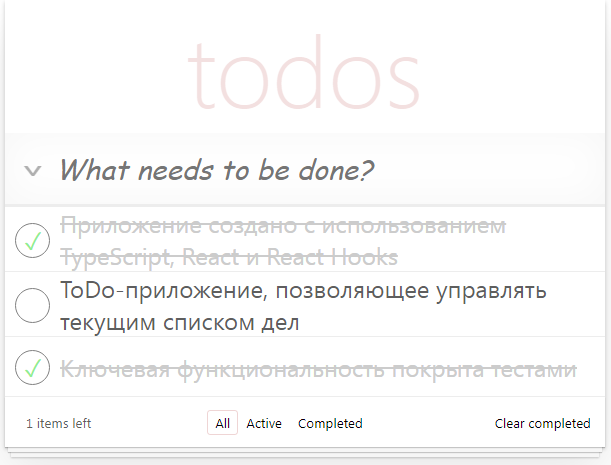 todos
What needs to be done?
Приложение создано с использованием
TypeScript, React и React Hooks
ToDo-приложение, позволяющее управлять
текущим списком дел
Ключевая функциональность покрыта тестами
1 items left All Active Completed Clear completed